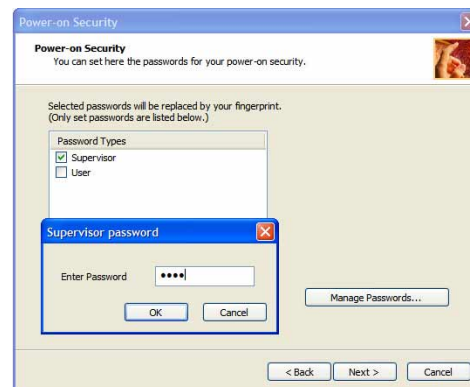 Power-on Security
Power-on Security
You can set here the passwords for your power-on security.
Selected passwords will be replaced by your fingerprint.
(Only set passwords are listed below.)
Password Types
Supervisor
User
Supervisor password
Enter Password
OK
Cancel
Manage Passwords...
< Back
Next >
Cancel